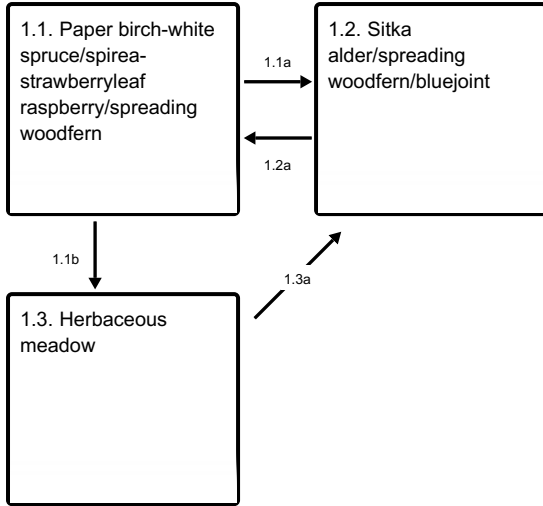 1.1. Paper birch-white
spruce/spirea-
strawberryleaf
raspberry/spreading
woodfern
1.1a
1.2. Sitka
alder/spreading
woodfern/bluejoint
1.2a
1.1b
1.3a
1.3. Herbaceous
meadow